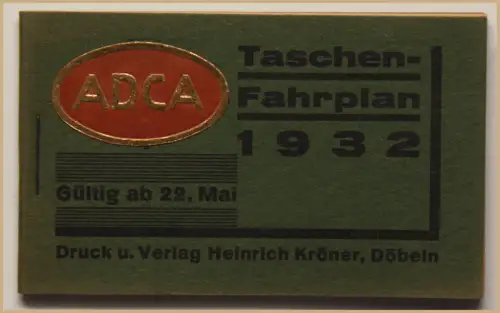 ADCA
Taschen-
Fahrplan
1932
Gültig ab 22. Mai
Druck u. Verlag Heinrich Kröner, Döbeln